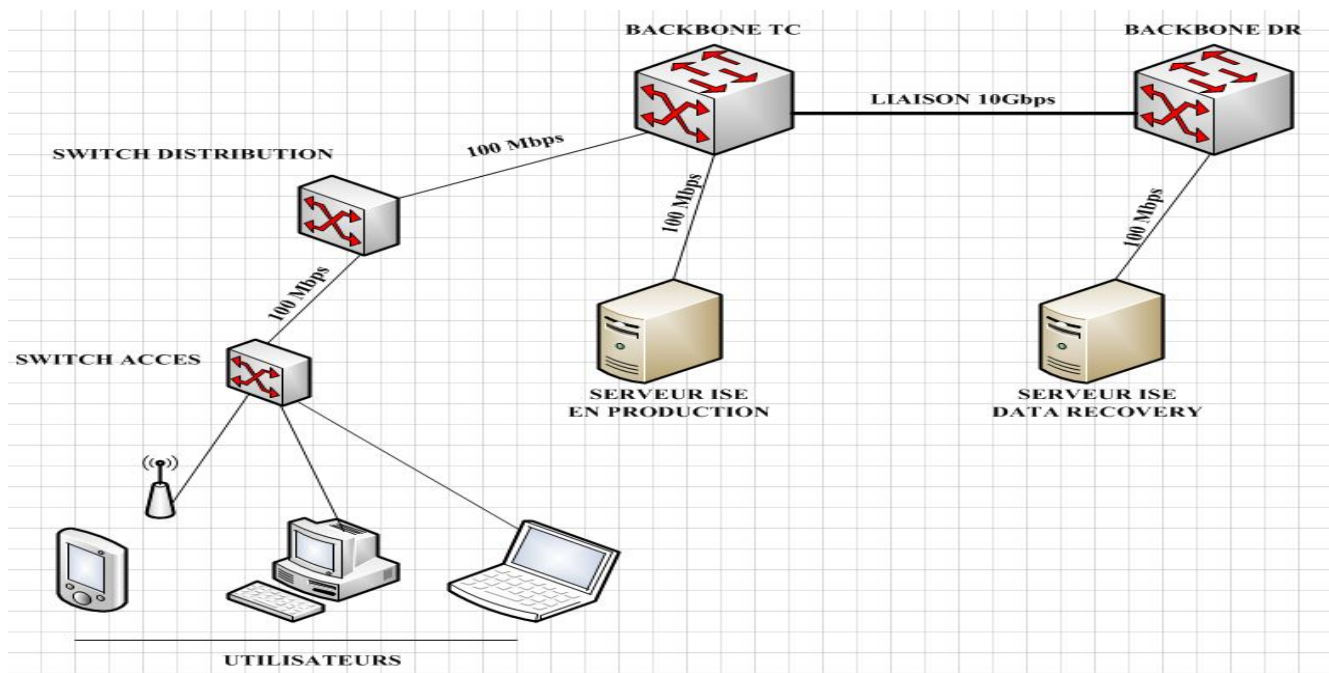 BACKBONE TC
BACKBONE DR
LIAISON 10Gbps
100 Mbps
SWITCH DISTRIBUTION
100 Mbps
100 Mbps
100 Mbps
SWITCH ACCES
SERVEUR ISE
EN PRODUCTION
SERVEUR ISE
DATA RECOVERY
UTILISATEURS